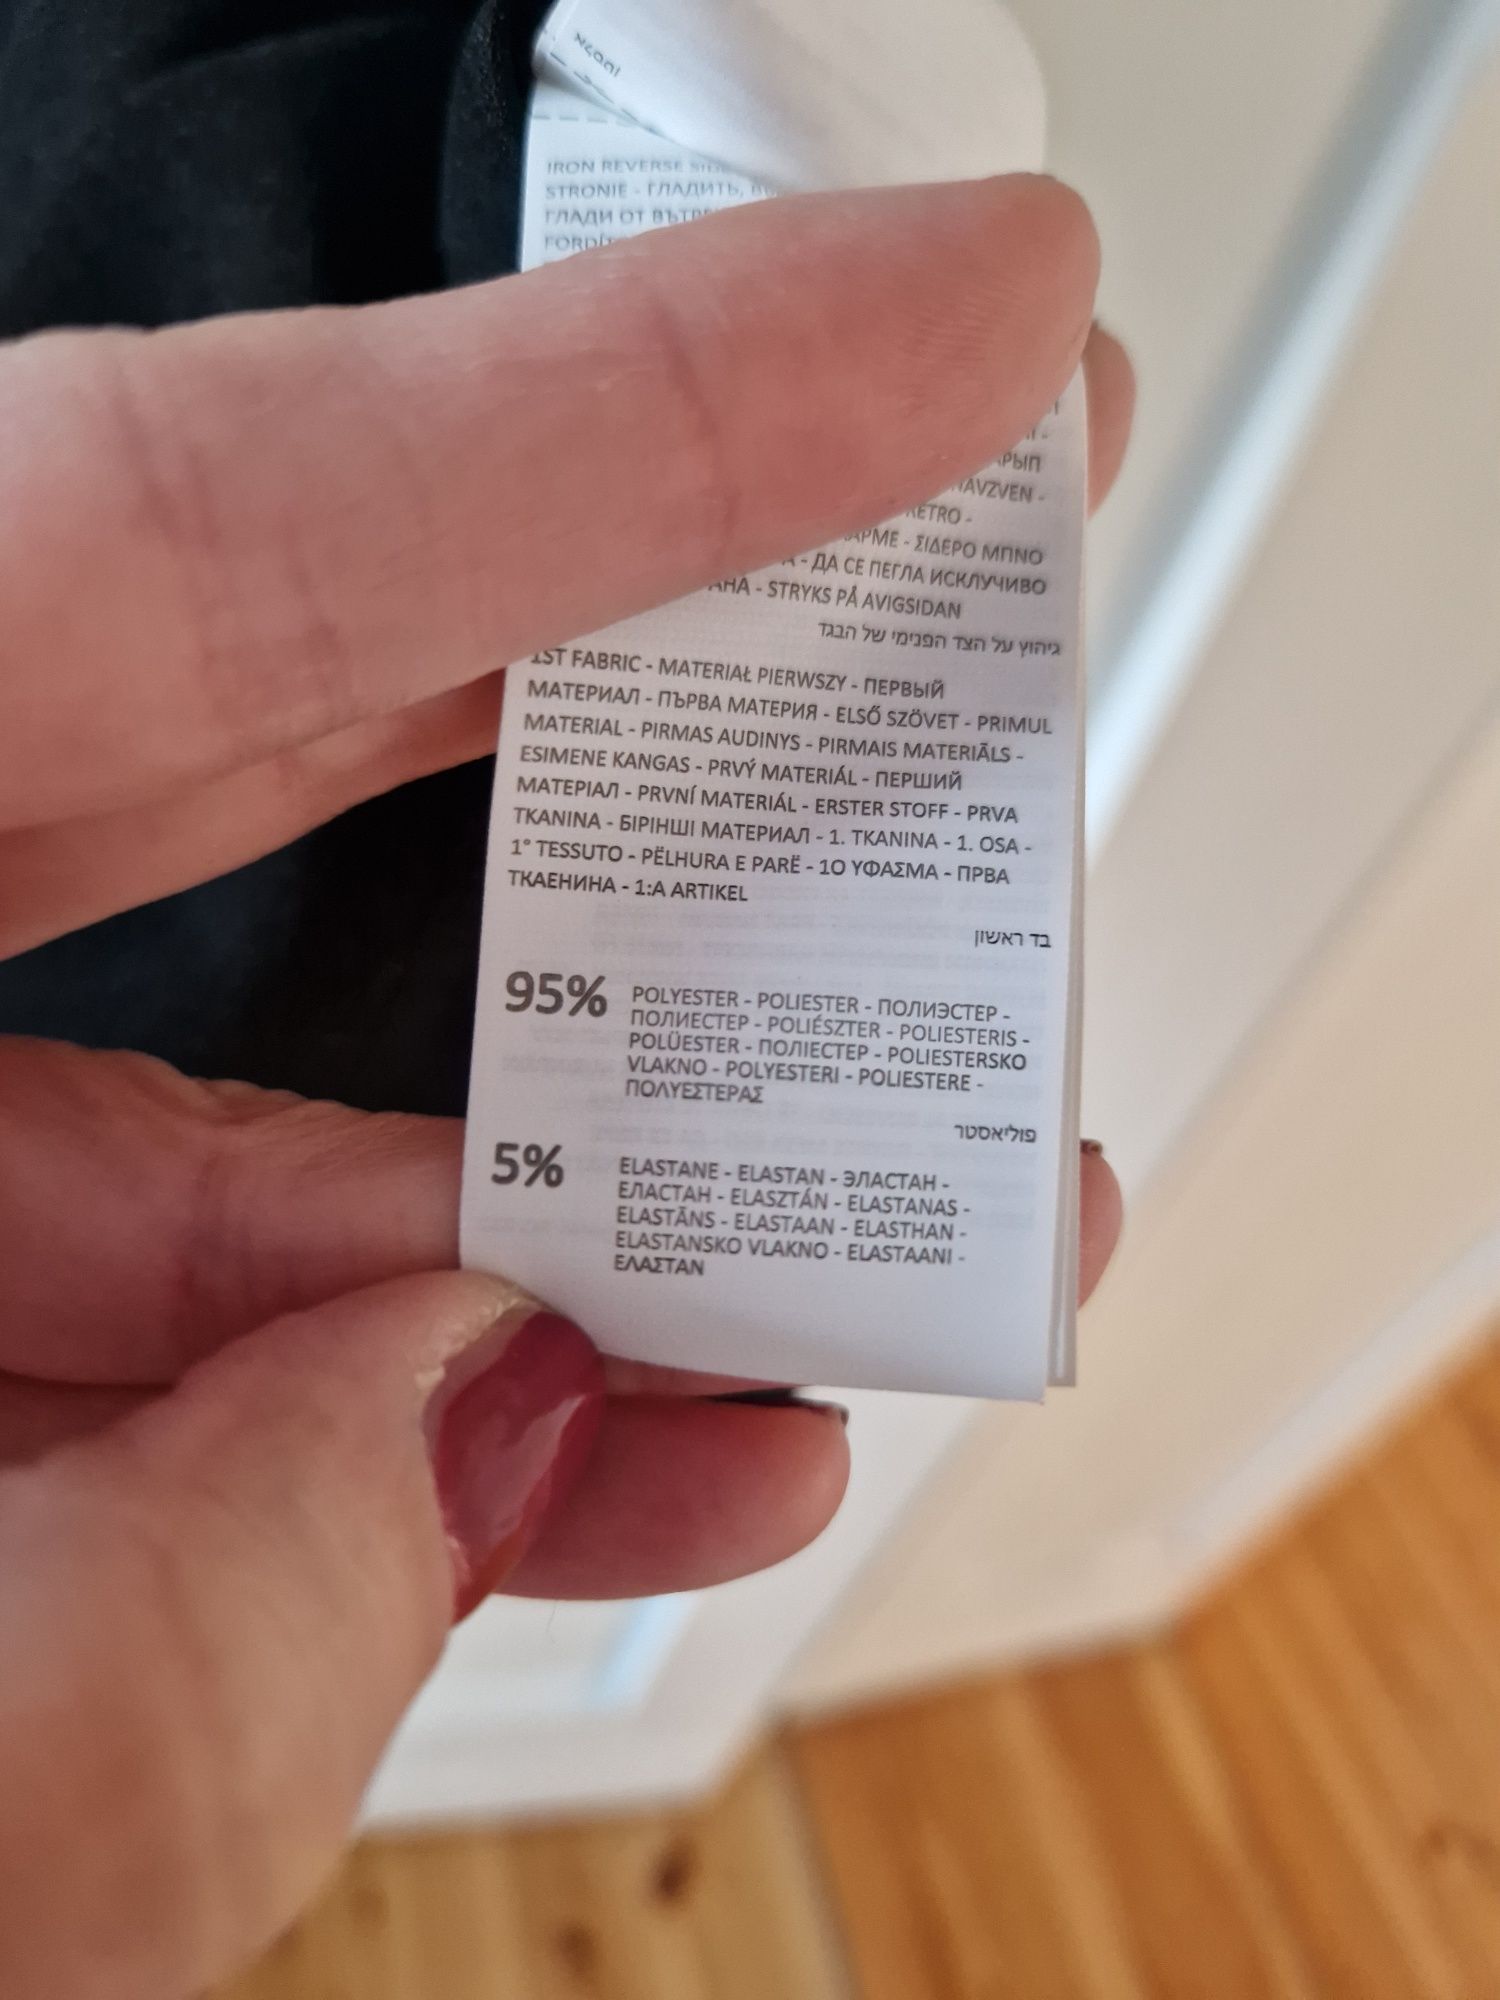 IRON REVERSE
STRONIE - ГЛАДИТЬ,
ГЛАДИ ОТ
NAVZVEN -
RETRO -
ΣΙΔΕΡΟ ΜΠΝΟ
- ДА СЕ ПЕГЛА ИСКЛУЧИВО
- STRYKS PÅ AVIGSIDAN
גיהוץ על הצד הפנימי של הבגד
1ST FABRIC - MATERIAŁ PIERWSZY - ПЕРВЫЙ
МАТЕРИАЛ - ПЪРВА МАТЕРИЯ - ELSŐ SZÖVET - PRIMUL
MATERIAL - PIRMAS AUDINYS - PIRMAIS MATERIĀLS -
ESIMENE KANGAS - PRVÝ MATERIÁL - ПЕРШИЙ
МАТЕРІАЛ - PRVNÍ MATERIÁL - ERSTER STOFF - PRVA
TKANINA - БІРІНШІ МАТЕРИАЛ - 1. TKANINA - 1. OSA -
1° TESSUTO - PËLHURA E PARË - 1Ο ΥΦΑΣΜΑ - ПРВА
ТКАЕНИНА - 1:A ARTIKEL
בד ראשון
95% POLYESTER - POLIESTER - ПОЛИЭСТЕР -
ПОЛИЕСТЕР - POLIÉSZTER - POLIESTERIS -
POLÜESTER - ПОЛІЕСТЕР - POLIESTERSKO
VLAKNO - POLYESTERI - POLIESTERE -
ΠΟΛΥΕΣΤΕΡΑΣ
פוליאסטר
5% ELASTANE - ELASTAN - ЭЛАСТАН -
ЕЛАСТАН - ELASZTÁN - ELASTANAS -
ELASTĀNS - ELASTAAN - ELASTHAN -
ELASTANSKO VLAKNO - ELASTAANI -
ΕΛΑΣΤΑΝ